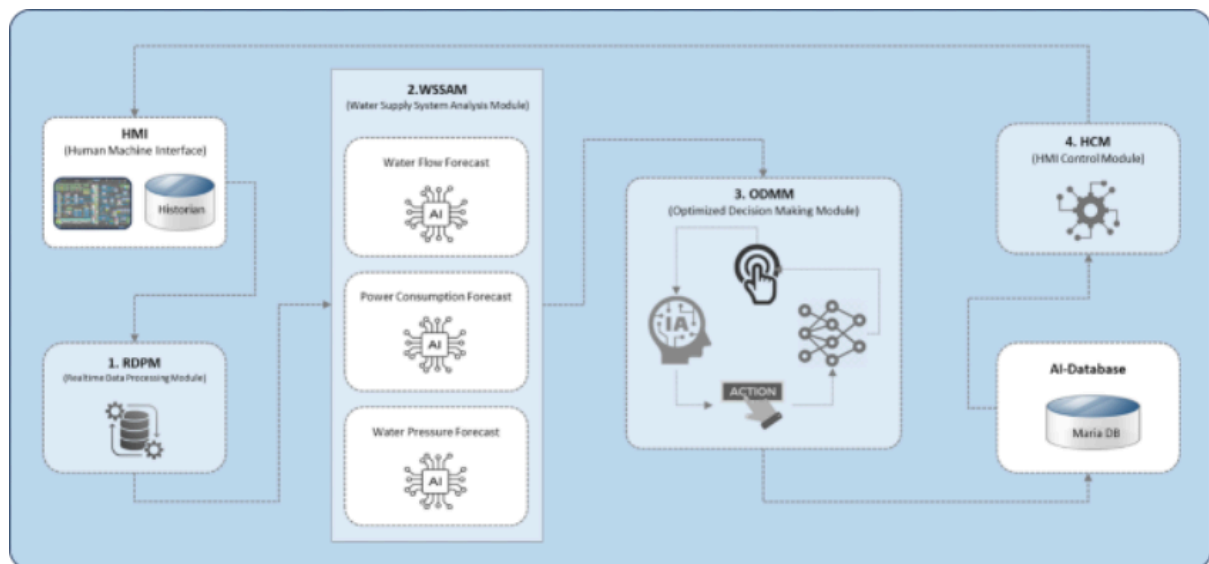 HMI
(Human Machine Interface)
Historian
1. RDPM
(Realtime Data Processing Module)
2.WSSAM
(Water Supply System Analysis Module)
Water Flow Forecast
AI
Power Consumption Forecast
AI
Water Pressure Forecast
AI
3. ODMM
(Optimized Decision Making Module)
IA
ACTION
4. HCM
(HMI Control Module)
AI-Database
Maria DB